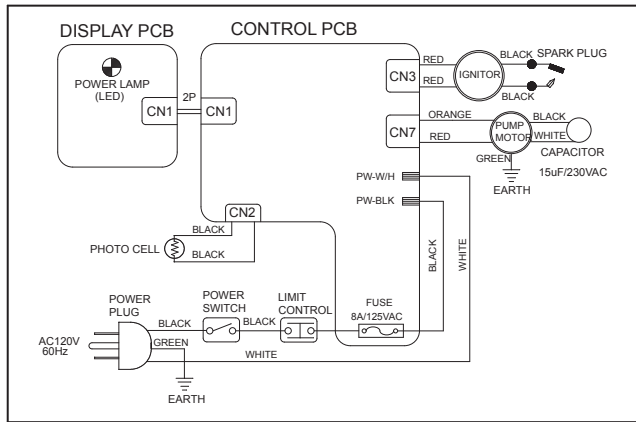 DISPLAY PCB
CONTROL PCB
POWER LAMP
(LED)
CN1
2P
CN1
CN3
RED
RED
IGNITOR
BLACK
SPARK PLUG
BLACK
CN7
ORANGE
RED
PUMP
MOTOR
BLACK
WHITE
CAPACITOR
15uF/230VAC
GREEN
EARTH
PW-W/H
PW-BLK
CN2
BLACK
BLACK
PHOTO CELL
BLACK
WHITE
POWER
PLUG
AC120V
60Hz
BLACK
POWER
SWITCH
BLACK
LIMIT
CONTROL
FUSE
8A/125VAC
GREEN
WHITE
EARTH